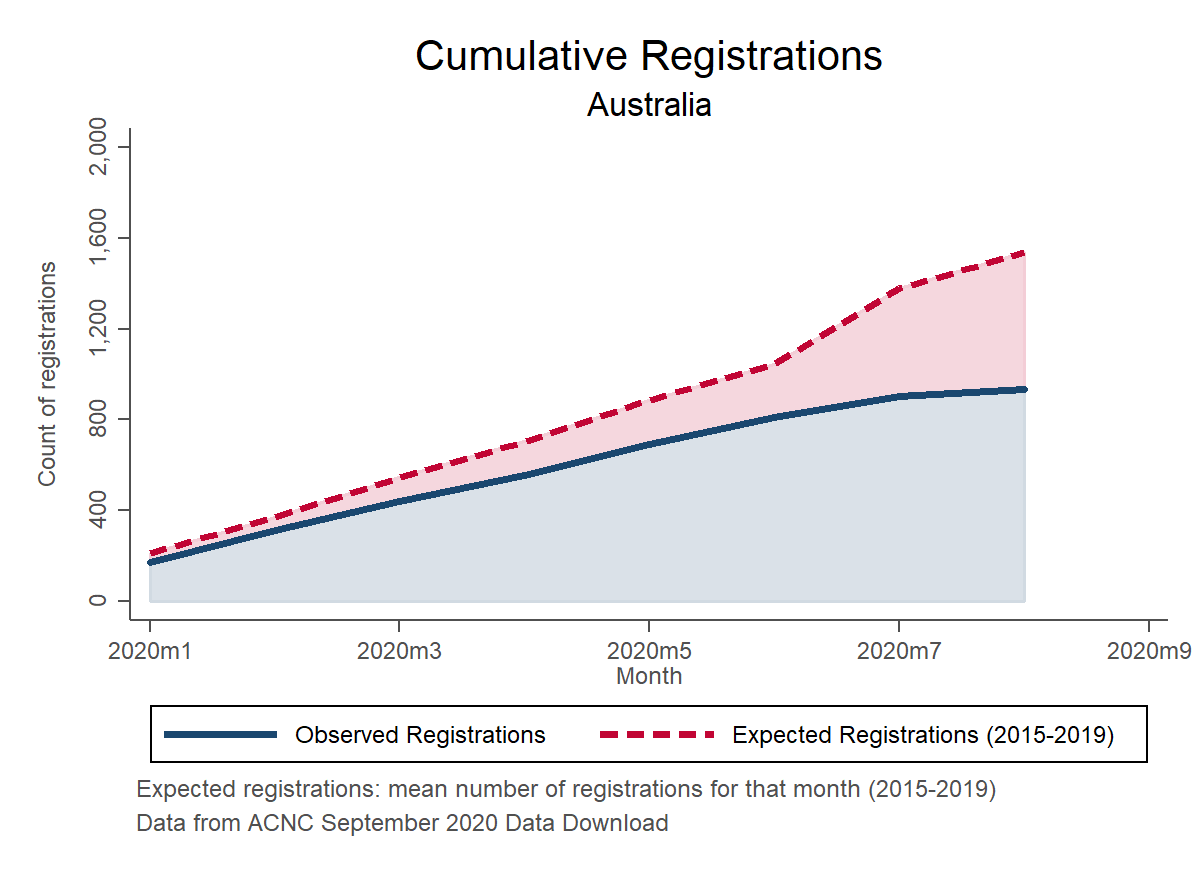 Cumulative Registrations
Australia
Count of registrations
2,000
1,600
1,200
800
400
0
2020m1 2020m3 2020m5 2020m7 2020m9
Month
Observed Registrations Expected Registrations (2015-2019)
Expected registrations: mean number of registrations for that month (2015-2019)
Data from ACNC September 2020 Data Download